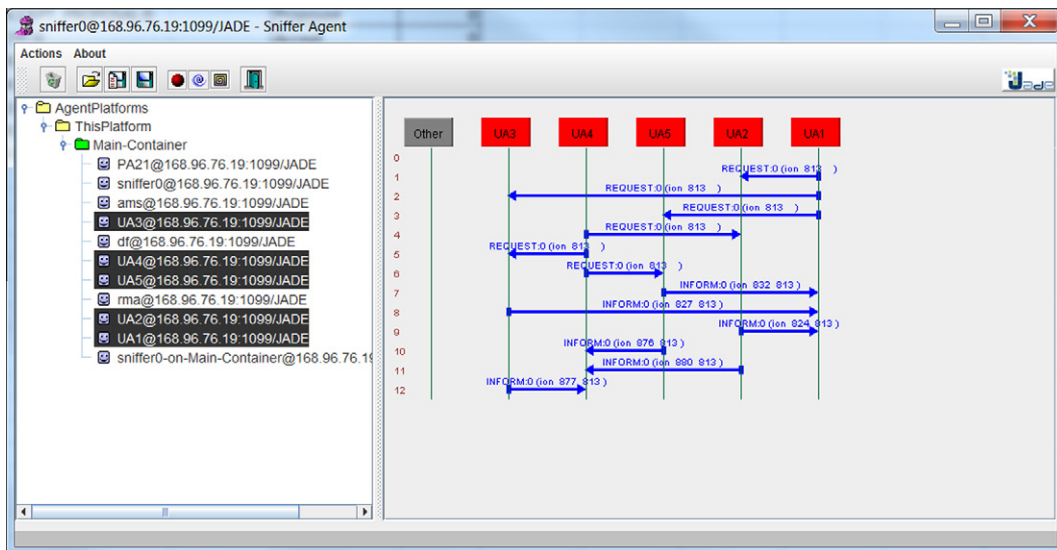 sniffer0@168.96.76.19:1099/JADE - Sniffer Agent
Actions About
Jade
AgentPlatforms
ThisPlatform
Main-Container
PA21@168.96.76.19:1099/JADE
sniffer0@168.96.76.19:1099/JADE
ams@168.96.76.19:1099/JADE
UA3@168.96.76.19:1099/JADE
df@168.96.76.19:1099/JADE
UA4@168.96.76.19:1099/JADE
UA5@168.96.76.19:1099/JADE
rma@168.96.76.19:1099/JADE
UA2@168.96.76.19:1099/JADE
UA1@168.96.76.19:1099/JADE
sniffer0-on-Main-Container@168.96.76.19
Other UA3 UA4 UA5 UA2 UA1
0
1 REQUEST:0 (ion 813 )
2 REQUEST:0 (ion 813 )
3 REQUEST:0 (ion 813 )
4 REQUEST:0 (ion 813 )
5 REQUEST:0 (ion 813 )
6 REQUEST:0 (ion 813 )
7 INFORM:0 (ion 832 813 )
8 INFORM:0 (ion 827 813 )
9 INFORM:0 (ion 824 813 )
10 INFORM:0 (ion 876 813 )
11 INFORM:0 (ion 880 813 )
12 INFORM:0 (ion 877 813 )